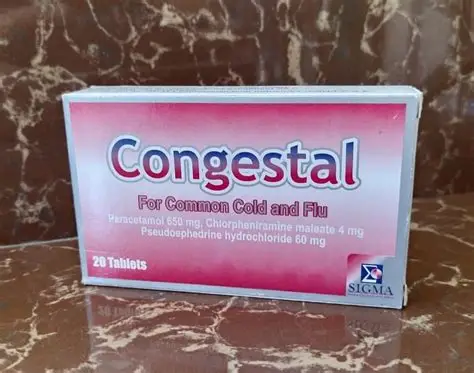 Congestal
For Common Cold and Flu
Paracetamol 650 mg, Chlorpheniramine maleate 4 mg
Pseudoephedrine hydrochloride 60 mg
20 Tablets
SIGMA